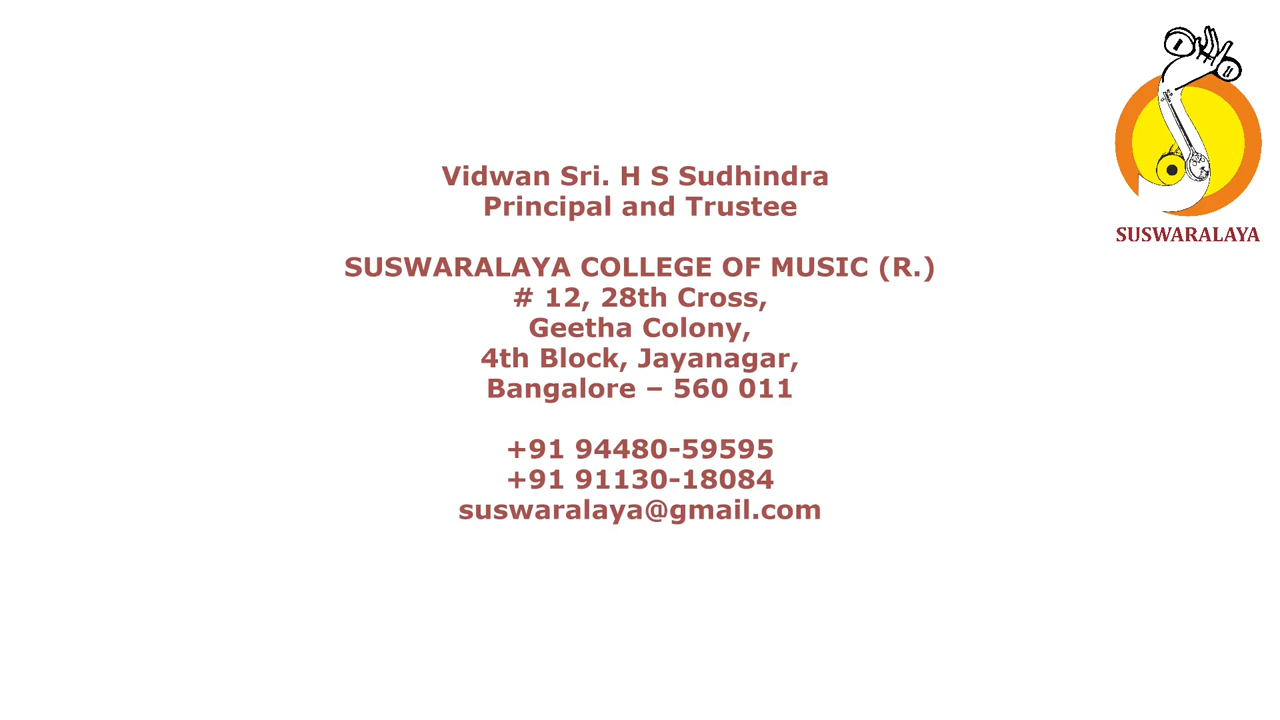 Vidwan Sri. H S Sudhindra
Principal and Trustee
SUSWARALAYA COLLEGE OF MUSIC (R.)
# 12, 28th Cross,
Geetha Colony,
4th Block, Jayanagar,
Bangalore – 560 011
+91 94480-59595
+91 91130-18084
suswaralaya@gmail.com
SUSWARALAYA